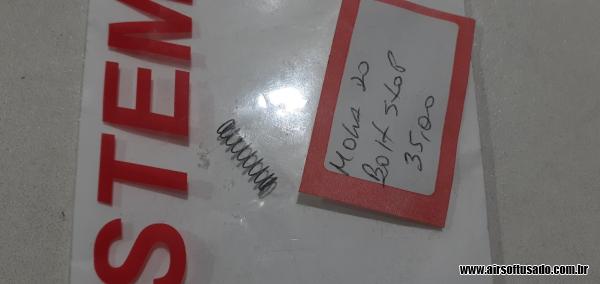 STEM
MOLA DO
BOLT STOP
35,00
www.airsoftusado.com.br